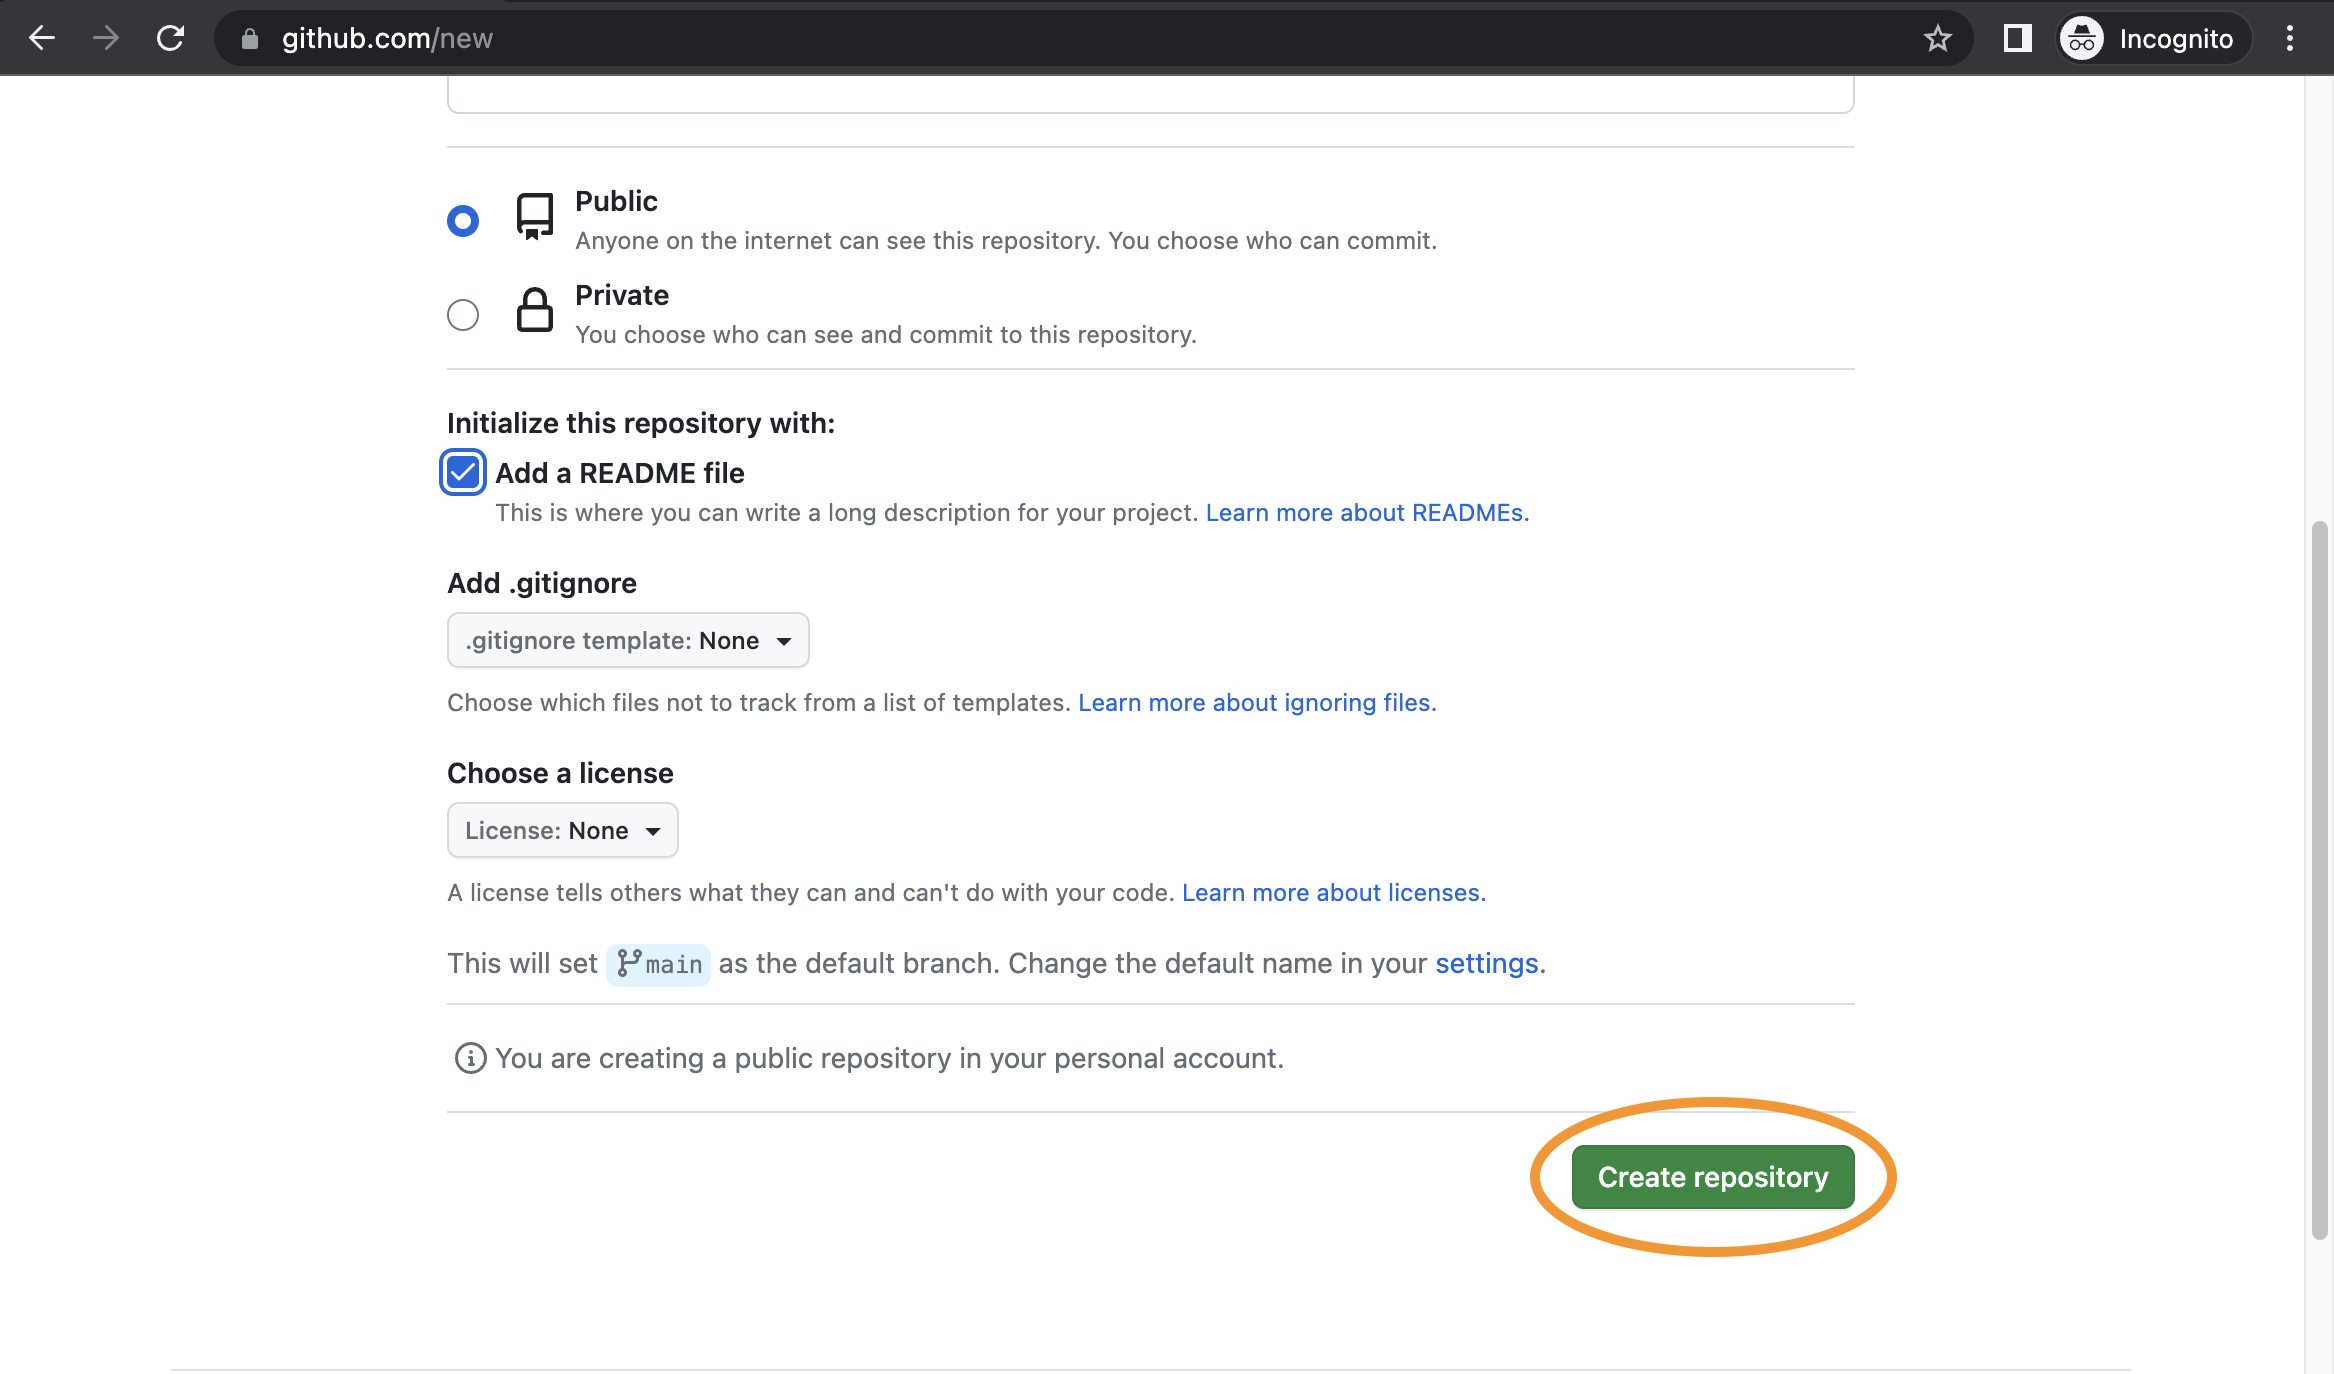 github.com/new
Incognito
Public
Anyone on the internet can see this repository. You choose who can commit.
Private
You choose who can see and commit to this repository.
Initialize this repository with:
Add a README file
This is where you can write a long description for your project. Learn more about READMEs.
Add .gitignore
.gitignore template: None
Choose which files not to track from a list of templates. Learn more about ignoring files.
Choose a license
License: None
A license tells others what they can and can't do with your code. Learn more about licenses.
This will set main as the default branch. Change the default name in your settings.
You are creating a public repository in your personal account.
Create repository